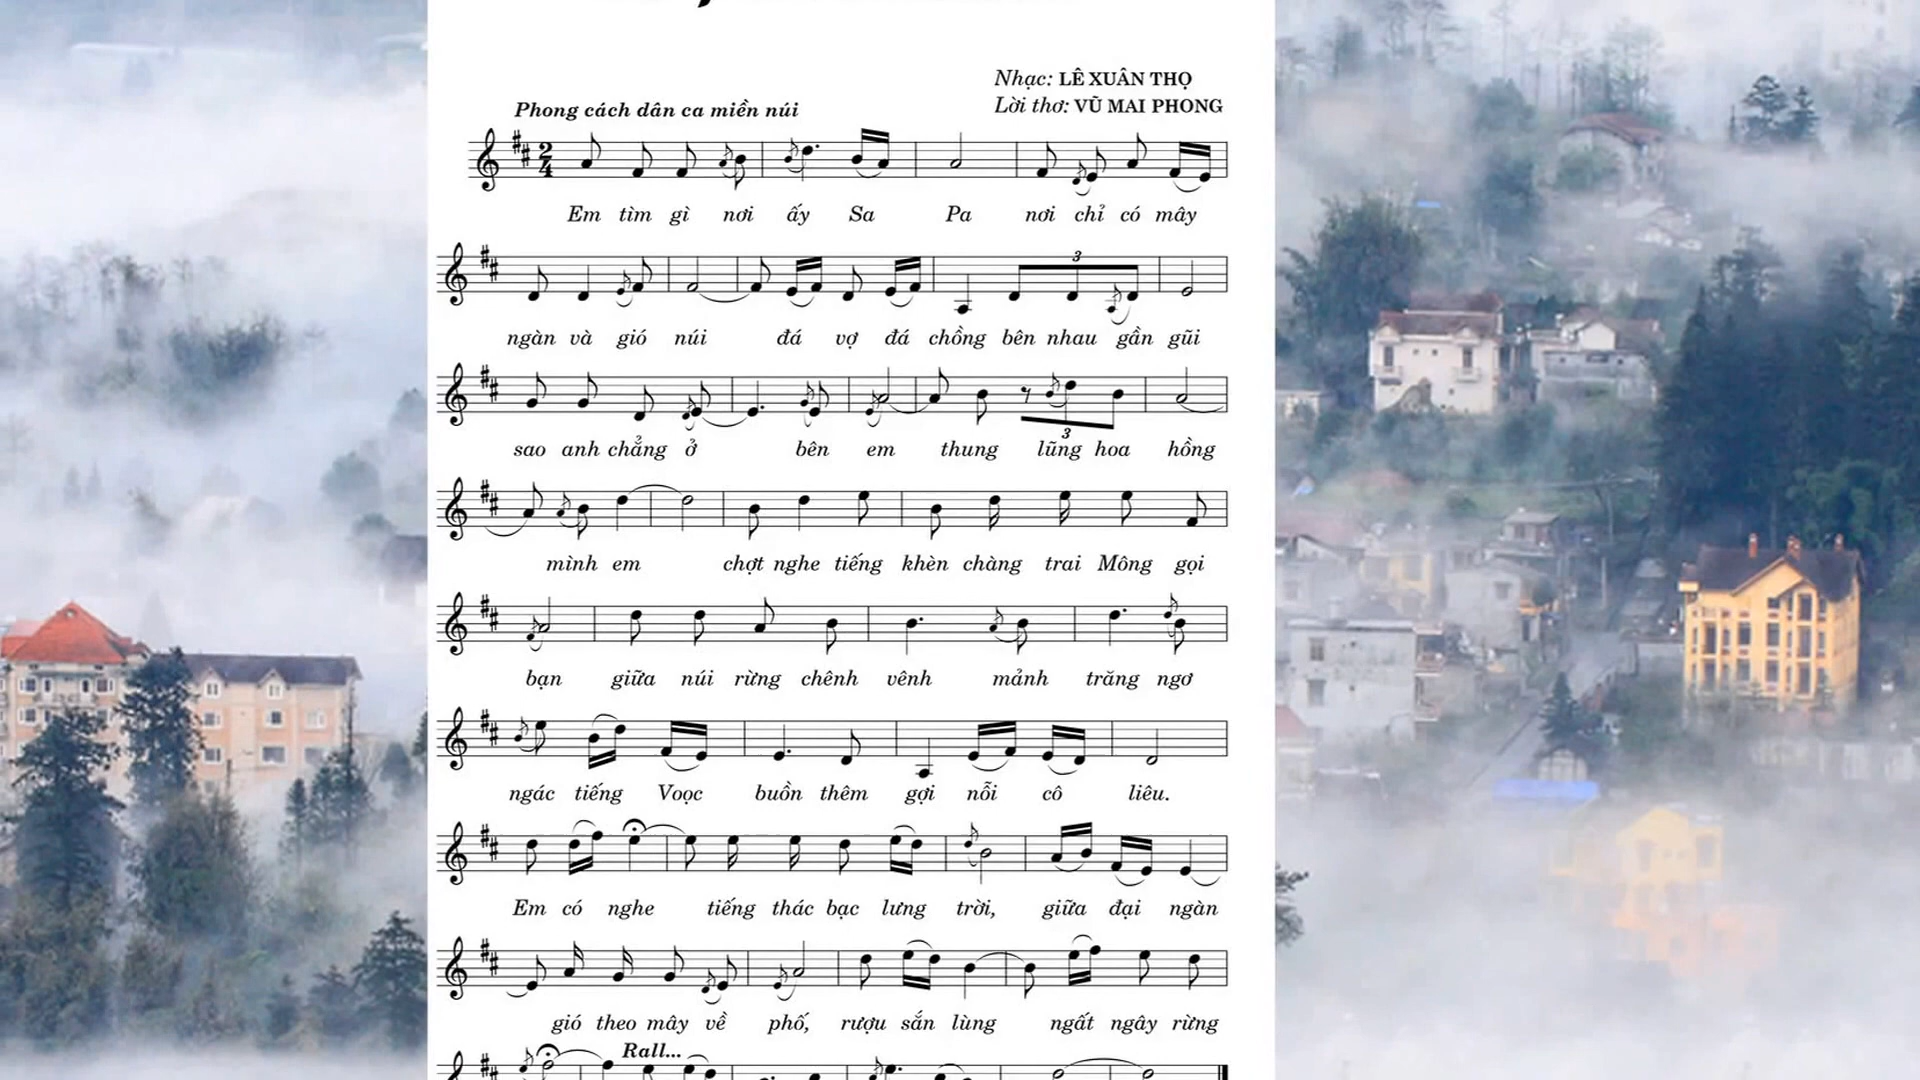 Nhạc: LÊ XUÂN THỌ
Lời thơ: VŨ MAI PHONG
Phong cách dân ca miền núi
2
4
Em tìm gì nơi ấy Sa Pa nơi chỉ có mây
3
ngàn và gió núi đá vợ đá chồng bên nhau gần gũi
sao anh chẳng ở bên em thung lũng hoa hồng
3
mình em chợt nghe tiếng khèn chàng trai Mông gọi
bạn giữa núi rừng chênh vênh mảnh trăng ngơ
ngác tiếng Voọc buồn thêm gợi nỗi cô liêu.
Em có nghe tiếng thác bạc lưng trời, giữa đại ngàn
gió theo mây về phố, rượu sắn lùng ngất ngây rừng
Rall...